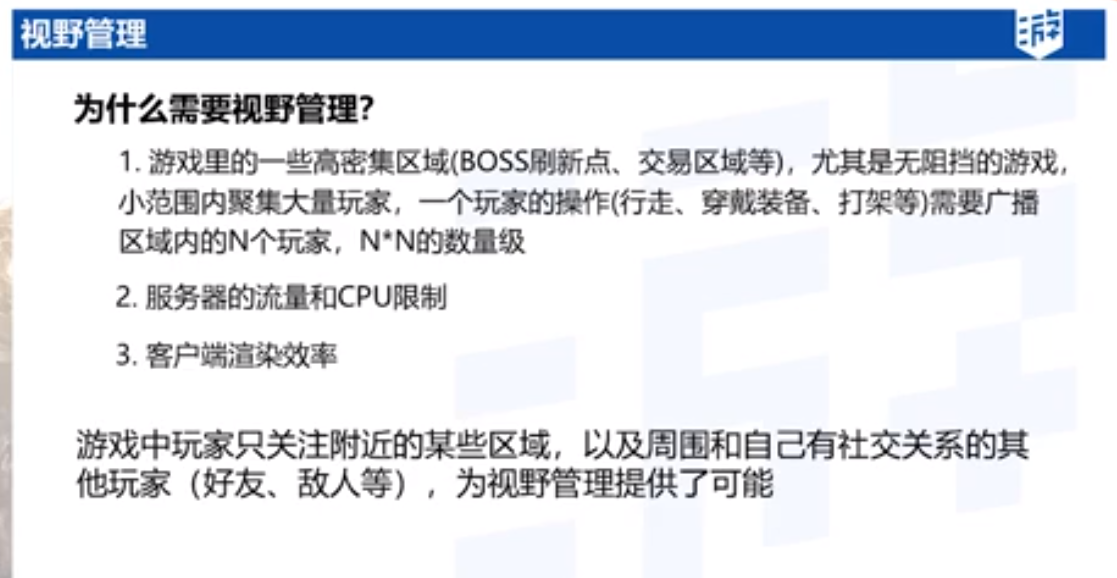 视野管理
游
为什么需要视野管理?
1. 游戏里的一些高密集区域(BOSS刷新点、交易区域等)，尤其是无阻挡的游戏，
小范围内聚集大量玩家，一个玩家的操作(行走、穿戴装备、打架等)需要广播
区域内的N个玩家，N*N的数量级
2. 服务器的流量和CPU限制
3. 客户端渲染效率
游戏中玩家只关注附近的某些区域，以及周围和自己有社交关系的其
他玩家（好友、敌人等），为视野管理提供了可能